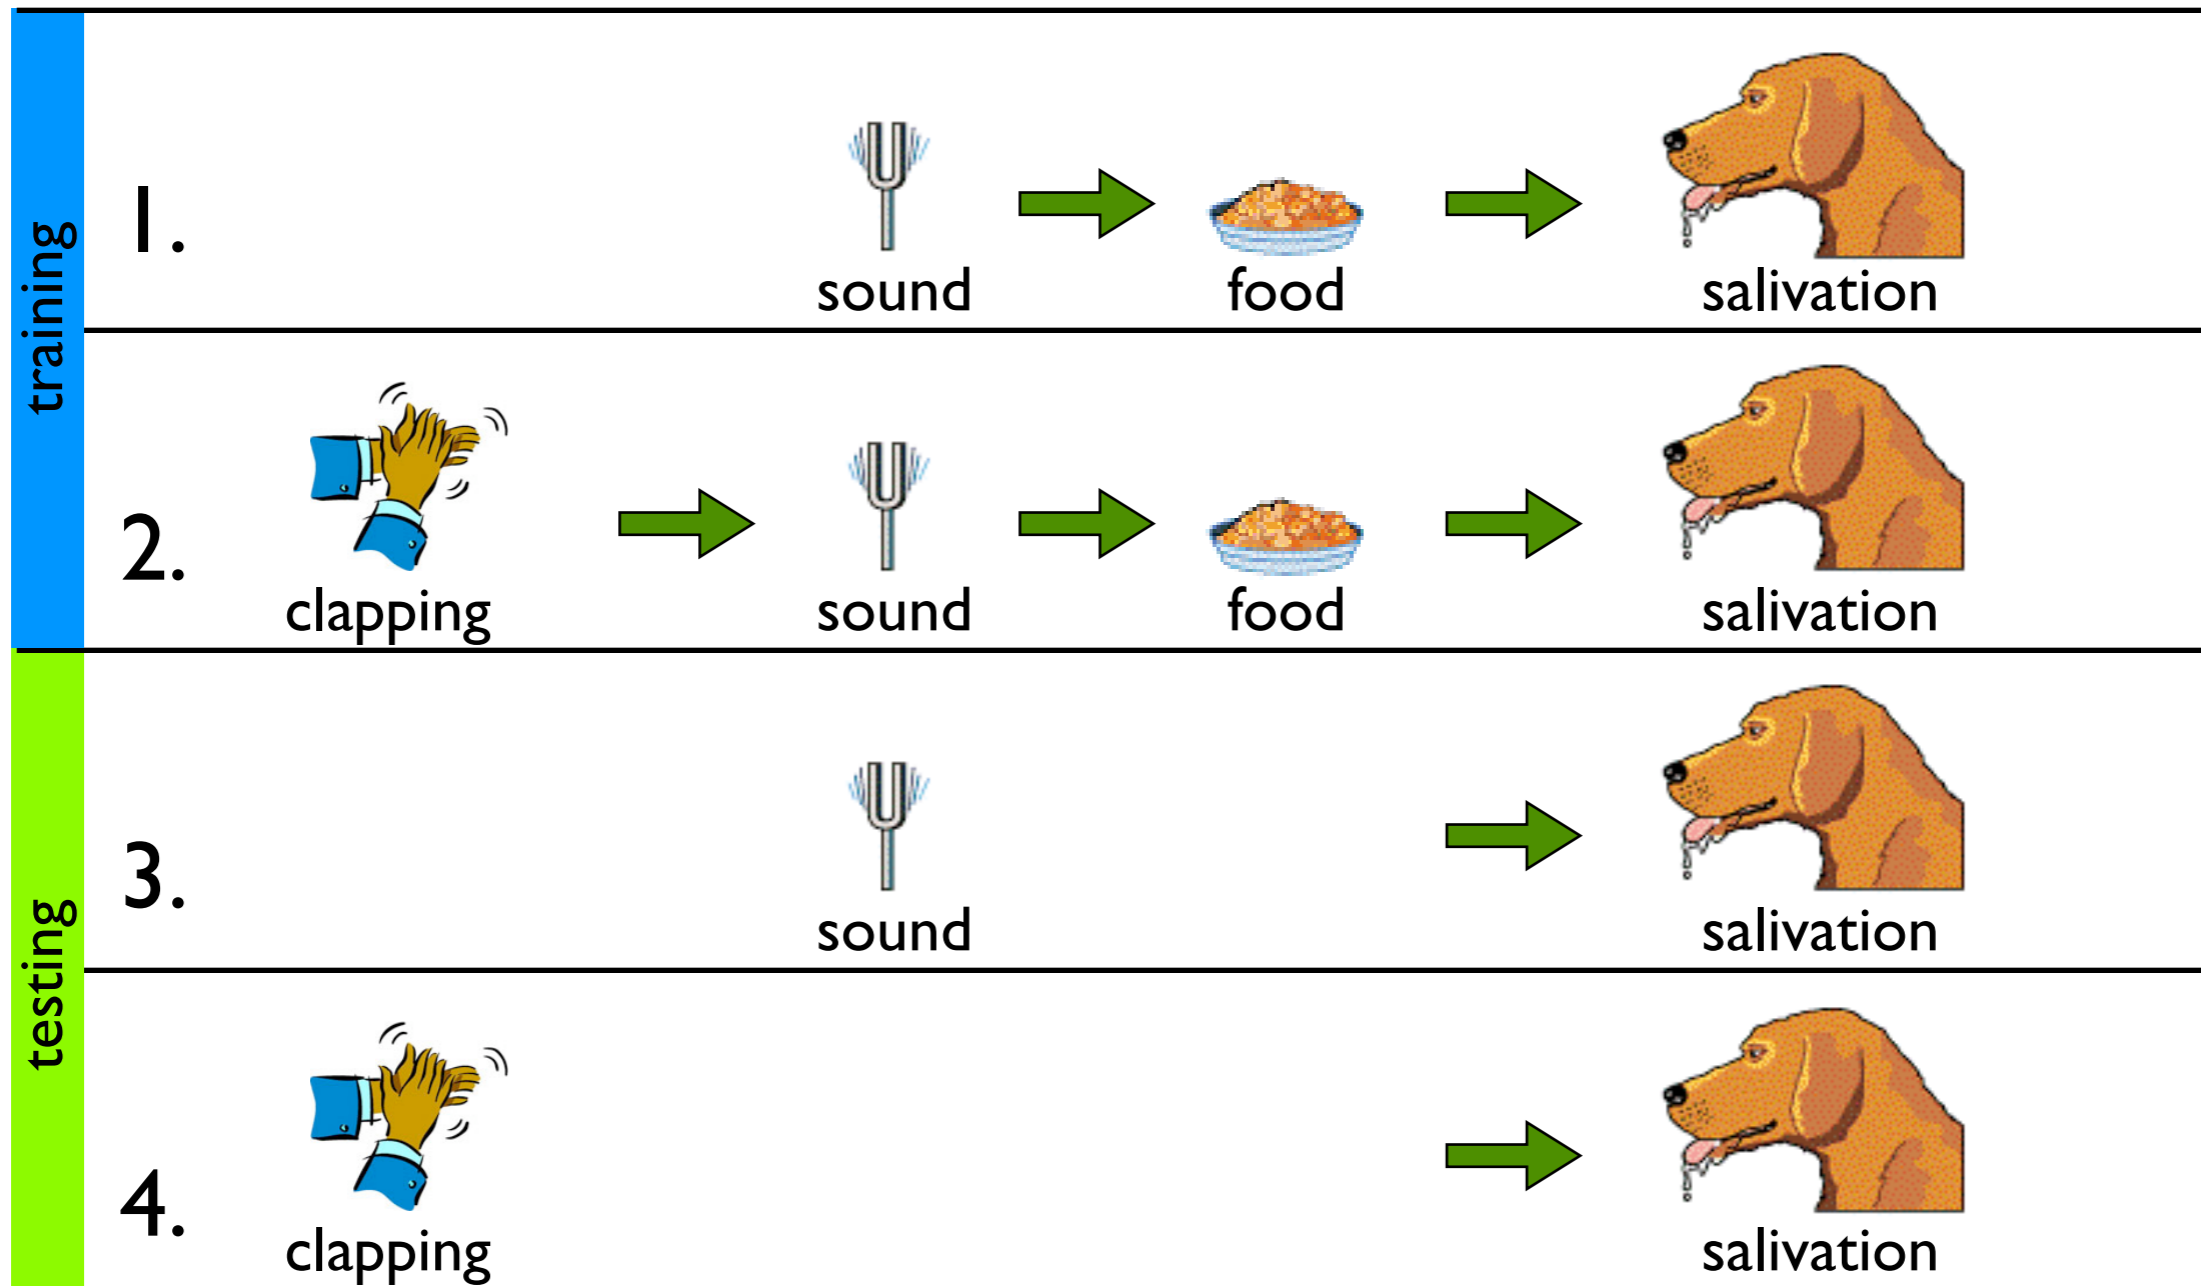 training
1.
sound
food
salivation
2.
clapping
sound
food
salivation
testing
3.
sound
salivation
4.
clapping
salivation